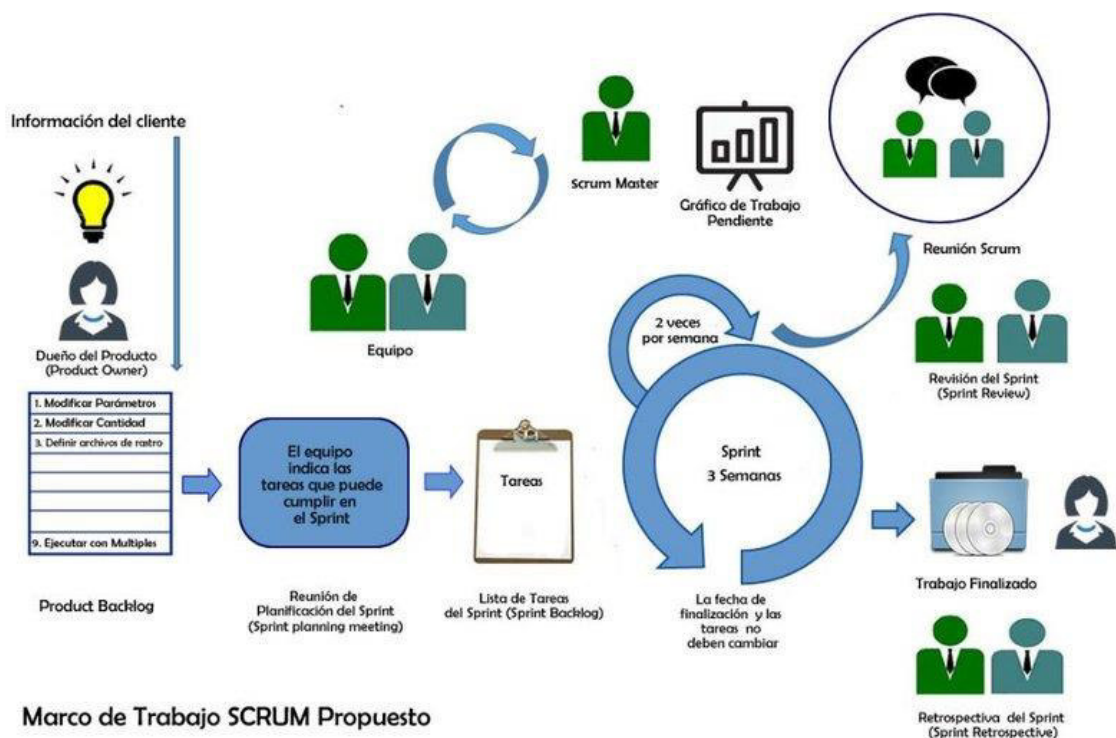 Información del cliente
Dueño del Producto
(Product Owner)
1. Modificar Parámetros
2. Modificar Cantidad
3. Definir archivos de rastro
9. Ejecutar con Multiples
Product Backlog
El equipo
indica las
tareas que puede
cumplir en
el Sprint
Reunión de
Planificación del Sprint
(Sprint planning meeting)
Equipo
Scrum Master
Gráfico de Trabajo
Pendiente
Tareas
Lista de Tareas
del Sprint (Sprint Backlog)
2 veces
por semana
Sprint
3 Semanas
La fecha de
finalización y las
tareas no
deben cambiar
Reunión Scrum
Revisión del Sprint
(Sprint Review)
Trabajo Finalizado
Retrospectiva del Sprint
(Sprint Retrospective)
Marco de Trabajo SCRUM Propuesto